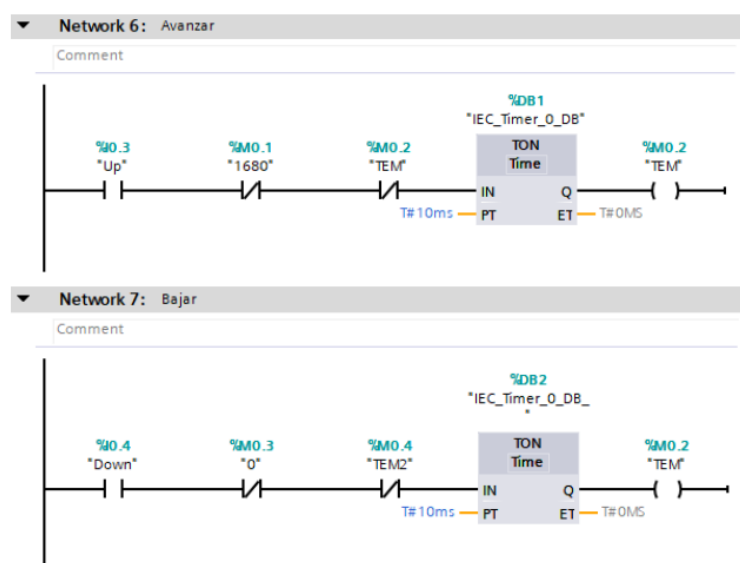 Network 6: Avanzar
Comment
%DB1
"IEC_Timer_0_DB"
%I0.3 %M0.1 %M0.2 TON %M0.2
"Up" "1680" "TEM" Time "TEM"
IN Q
T#10ms PT ET T#0MS
Network 7: Bajar
Comment
%DB2
"IEC_Timer_0_DB_
"
%I0.4 %M0.3 %M0.4 TON %M0.2
"Down" "0" "TEM2" Time "TEM"
IN Q
T#10ms PT ET T#0MS